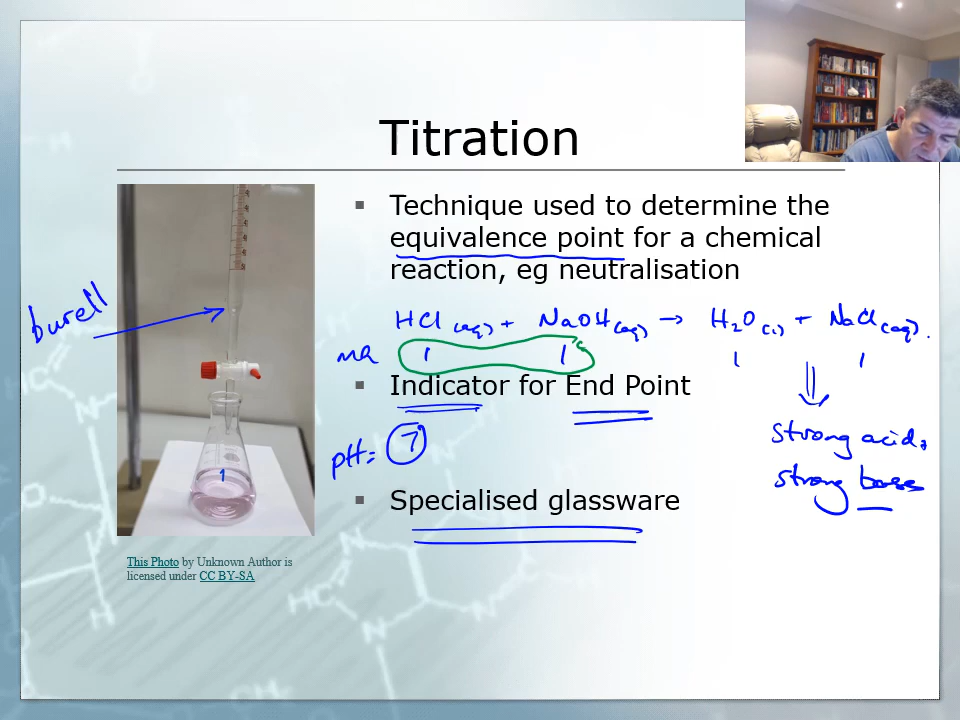 Titration
Technique used to determine the
equivalence point for a chemical
reaction, eg neutralisation
HCl (aq) + NaOH (aq) → H2O (l) + NaCl (aq).
1 1 1 1
Indicator for End Point
pH = 7
strong acid,
strong base
Specialised glassware
1
This Photo by Unknown Author is
licensed under CC BY-SA